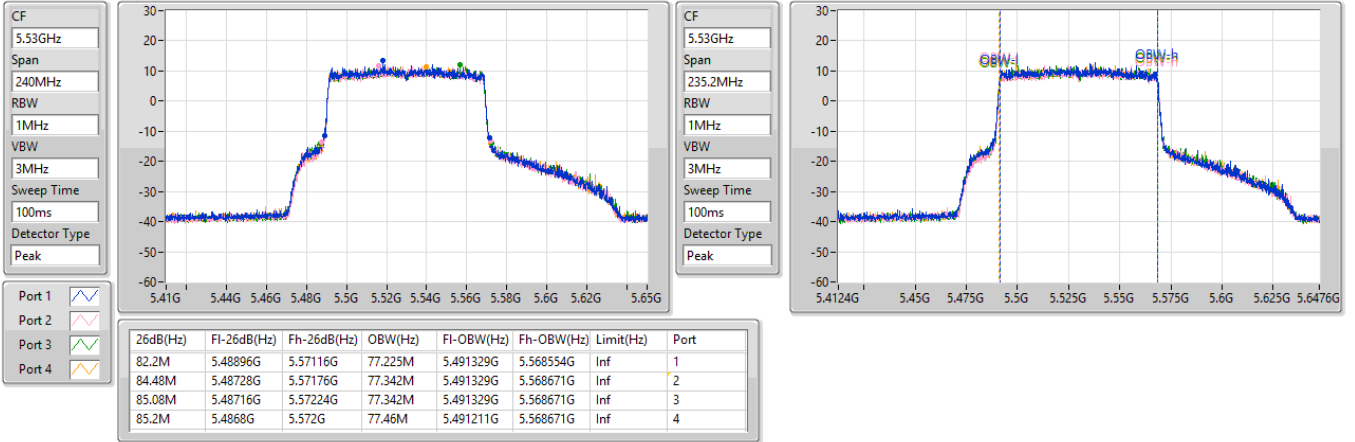 CF
5.53GHz
Span
240MHz
RBW
1MHz
VBW
3MHz
Sweep Time
100ms
Detector Type
Peak
30
20
10
0
-10
-20
-30
-40
-50
-60
5.41G 5.44G 5.46G 5.48G 5.5G 5.52G 5.54G 5.56G 5.58G 5.6G 5.62G 5.65G
CF
5.53GHz
Span
235.2MHz
RBW
1MHz
VBW
3MHz
Sweep Time
100ms
Detector Type
Peak
30
20
10
0
-10
-20
-30
-40
-50
-60
OBW-l
OBW-h
5.4124G 5.45G 5.475G 5.5G 5.525G 5.55G 5.575G 5.6G 5.625G 5.6476G
Port 1
Port 2
Port 3
Port 4
26dB(Hz) Fl-26dB(Hz) Fh-26dB(Hz) OBW(Hz) Fl-OBW(Hz) Fh-OBW(Hz) Limit(Hz) Port
82.2M 5.48896G 5.57116G 77.225M 5.491329G 5.568554G Inf 1
84.48M 5.48728G 5.57176G 77.342M 5.491329G 5.568671G Inf 2
85.08M 5.48716G 5.57224G 77.342M 5.491329G 5.568671G Inf 3
85.2M 5.4868G 5.572G 77.46M 5.491211G 5.568671G Inf 4